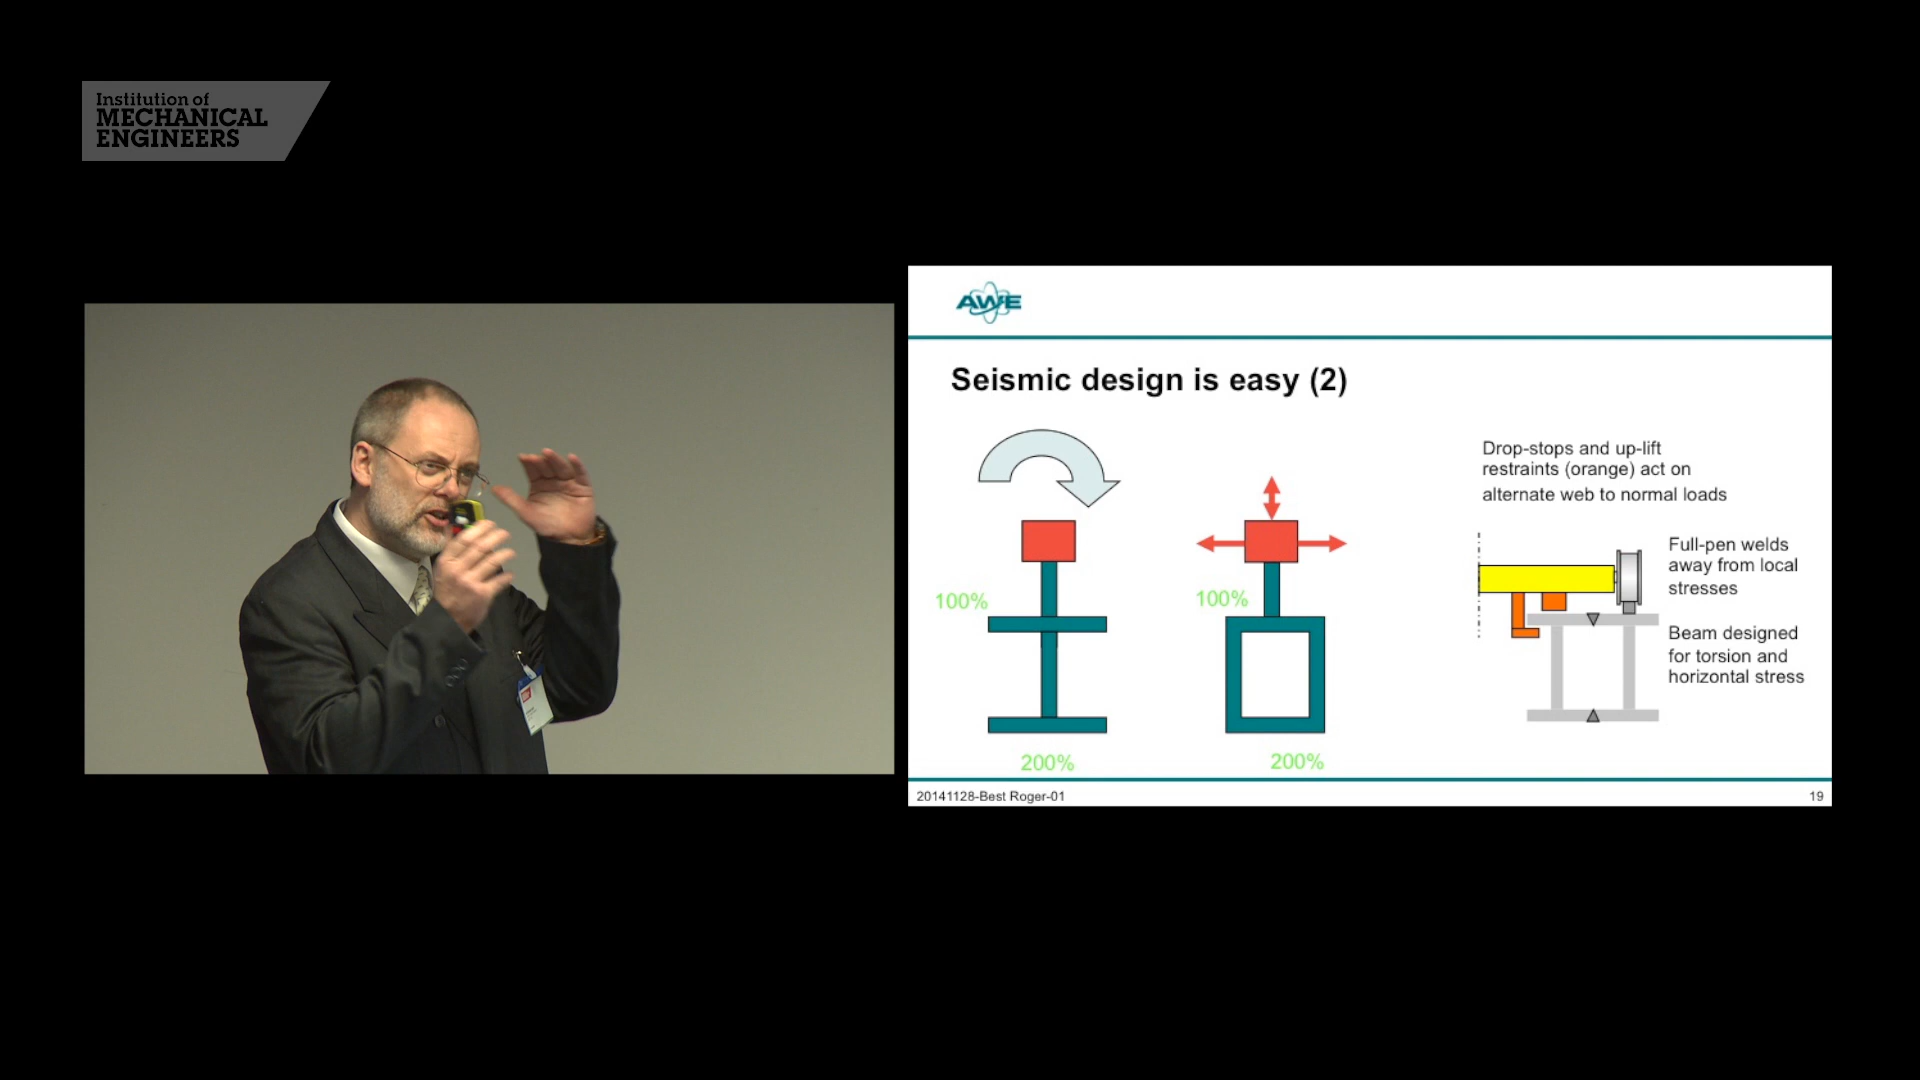 Institution of
MECHANICAL
ENGINEERS
AWE
Seismic design is easy (2)
Drop-stops and up-lift
restraints (orange) act on
alternate web to normal loads
100%
100%
Full-pen welds
away from local
stresses
Beam designed
for torsion and
horizontal stress
200%
200%
20141128-Best Roger-01
19